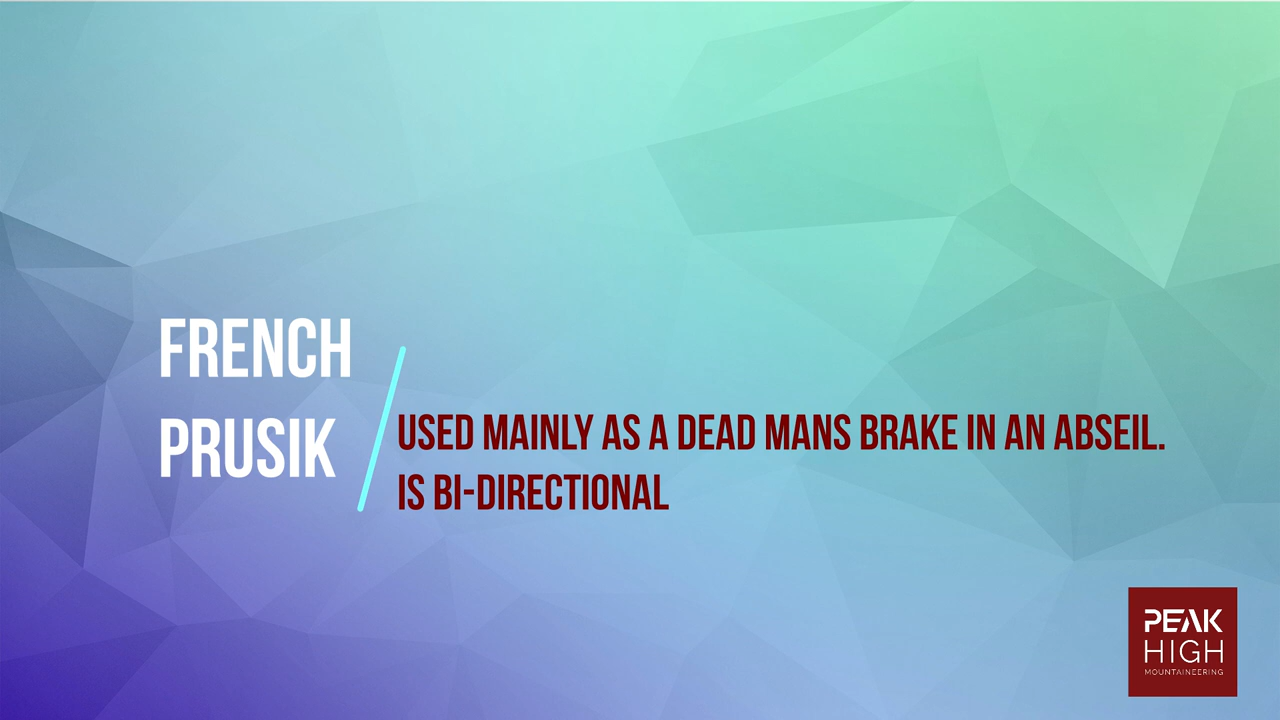 FRENCH
PRUSIK
USED MAINLY AS A DEAD MANS BRAKE IN AN ABSEIL.
IS BI-DIRECTIONAL
PEAK
HIGH
MOUNTAINEERING